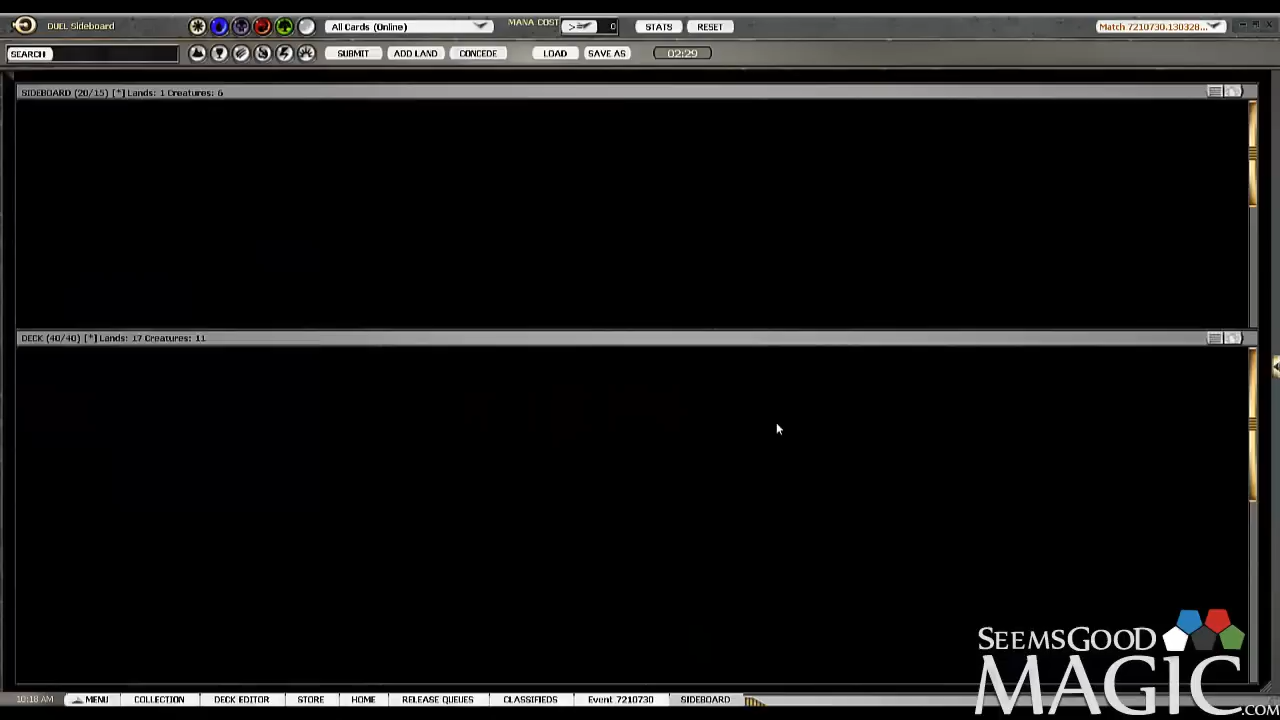 DUEL Sideboard
All Cards (Online)
MANA COST
0
STATS
RESET
Match 7210730.130328...
SEARCH
SUBMIT
ADD LAND
CONCEDE
LOAD
SAVE AS
02:29
SIDEBOARD (20/15) [*] Lands: 1 Creatures: 6
DECK (40/40) [*] Lands: 17 Creatures: 11
SEEMSGOOD
MAGIC
.COM
10:18 AM
MENU
COLLECTION
DECK EDITOR
STORE
HOME
RELEASE QUEUES
CLASSIFIEDS
Event 7210730
SIDEBOARD